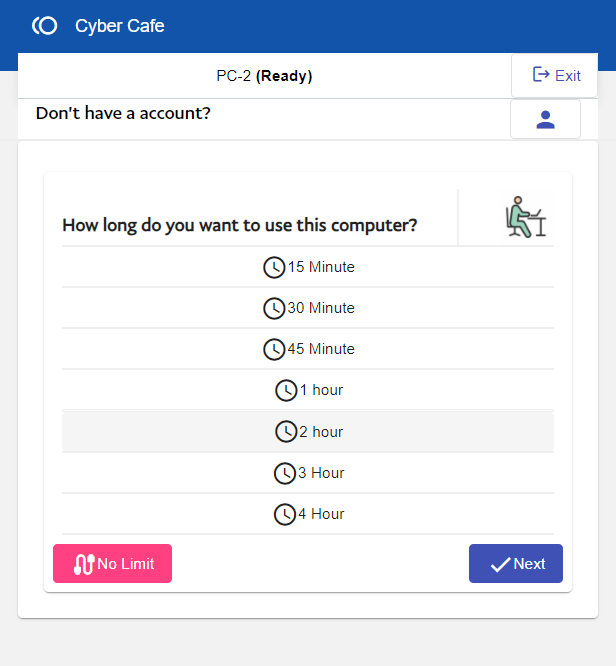 Cyber Cafe
PC-2 (Ready)
Exit
Don't have a account?
How long do you want to use this computer?
15 Minute
30 Minute
45 Minute
1 hour
2 hour
3 Hour
4 Hour
No Limit
Next